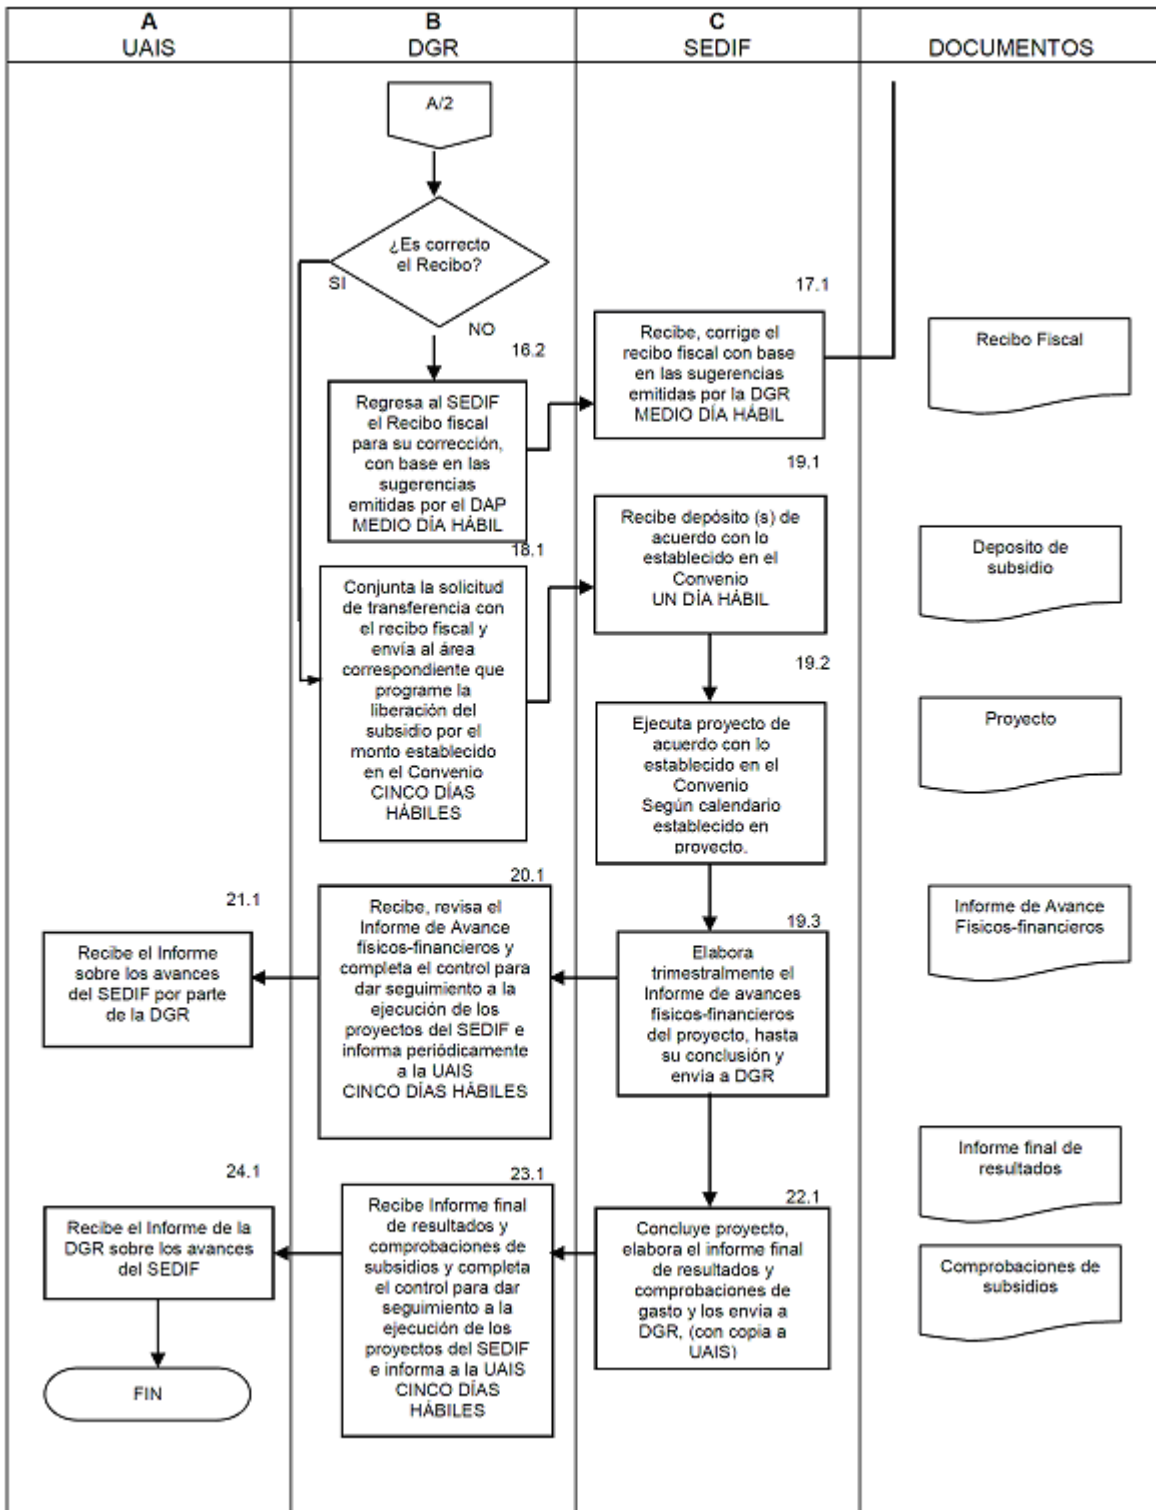 A
UAIS
B
DGR
C
SEDIF
DOCUMENTOS
A/2
¿Es correcto
el Recibo?
SI
NO
16.2
Regresa al SEDIF
el Recibo fiscal
para su corrección,
con base en las
sugerencias
emitidas por el DAP
MEDIO DÍA HÁBIL
17.1
Recibe, corrige el
recibo fiscal con base
en las sugerencias
emitidas por la DGR
MEDIO DÍA HÁBIL
Recibo Fiscal
18.1
Conjunta la solicitud
de transferencia con
el recibo fiscal y
envía al área
correspondiente que
programe la
liberación del
subsidio por el
monto establecido
en el Convenio
CINCO DÍAS
HÁBILES
19.1
Recibe depósito (s) de
acuerdo con lo
establecido en el
Convenio
UN DÍA HÁBIL
Deposito de
subsidio
19.2
Ejecuta proyecto de
acuerdo con lo
establecido en el
Convenio
Según calendario
establecido en
proyecto.
Proyecto
19.3
Elabora
trimestralmente el
Informe de avances
físicos-financieros
del proyecto, hasta
su conclusión y
envía a DGR
Informe de Avance
Físicos-financieros
20.1
Recibe, revisa el
Informe de Avance
físicos-financieros y
completa el control para
dar seguimiento a la
ejecución de los
proyectos del SEDIF e
informa periódicamente
a la UAIS
CINCO DÍAS HÁBILES
21.1
Recibe el Informe
sobre los avances
del SEDIF por parte
de la DGR
22.1
Concluye proyecto,
elabora el informe final
de resultados y
comprobaciones de
gasto y los envía a
DGR, (con copia a
UAIS)
Informe final de
resultados
Comprobaciones de
subsidios
23.1
Recibe Informe final
de resultados y
comprobaciones de
subsidios y completa
el control para dar
seguimiento a la
ejecución de los
proyectos del SEDIF
e informa a la UAIS
CINCO DÍAS
HÁBILES
24.1
Recibe el Informe de la
DGR sobre los avances
del SEDIF
FIN